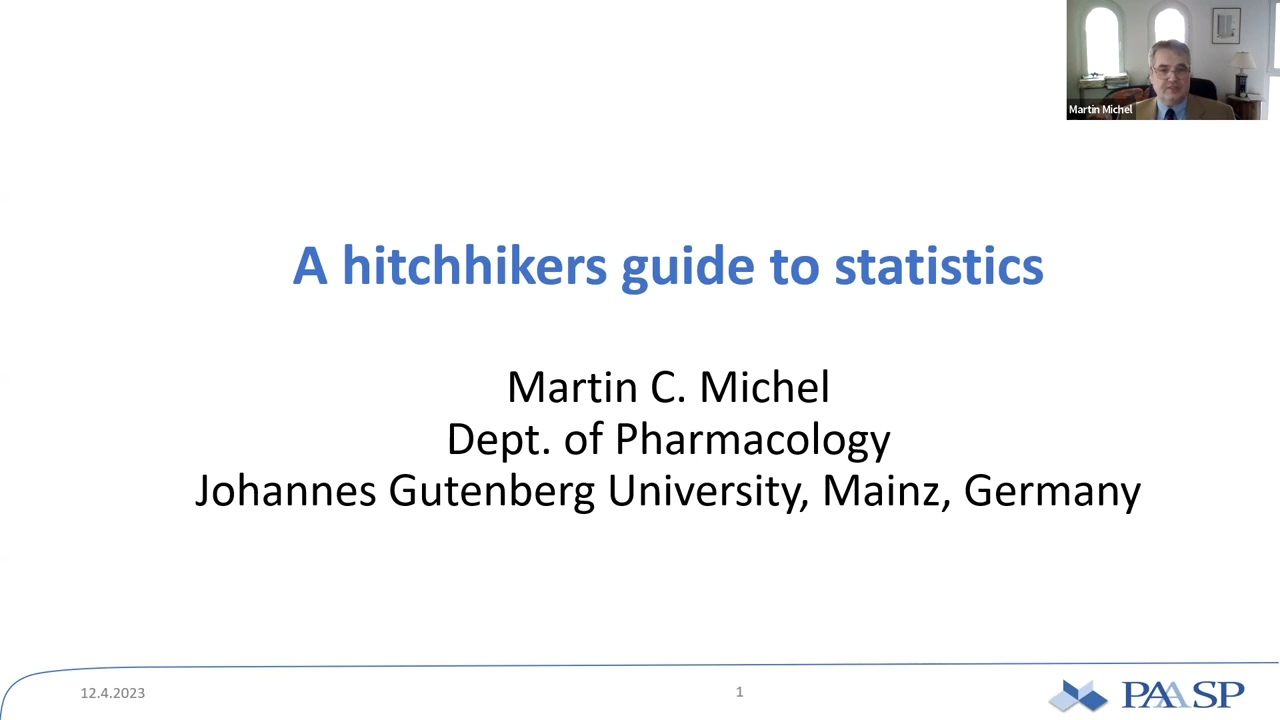 Martin Michel
A hitchhikers guide to statistics
Martin C. Michel
Dept. of Pharmacology
Johannes Gutenberg University, Mainz, Germany
12.4.2023
1
PAASP